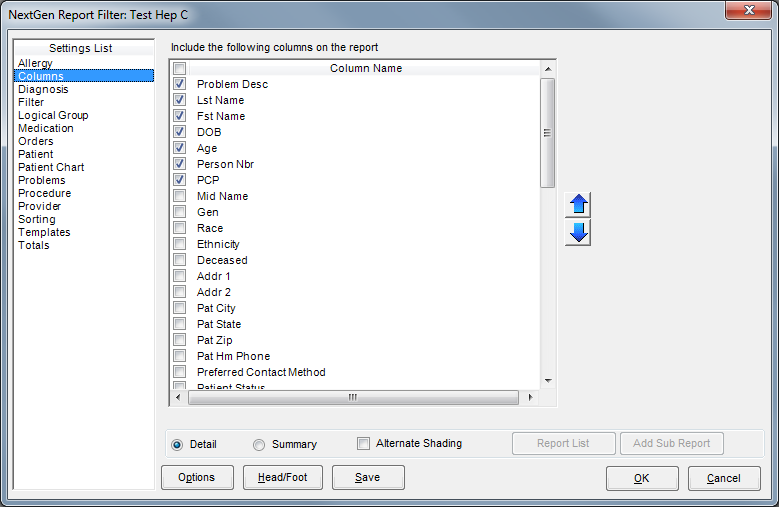 NextGen Report Filter: Test Hep C
Settings List
Allergy
Columns
Diagnosis
Filter
Logical Group
Medication
Orders
Patient
Patient Chart
Problems
Procedure
Provider
Sorting
Templates
Totals
Include the following columns on the report
Column Name
Problem Desc
Lst Name
Fst Name
DOB
Age
Person Nbr
PCP
Mid Name
Gen
Race
Ethnicity
Deceased
Addr 1
Addr 2
Pat City
Pat State
Pat Zip
Pat Hm Phone
Preferred Contact Method
Patient Status
Detail Summary Alternate Shading Report List Add Sub Report
Options Head/Foot Save OK Cancel